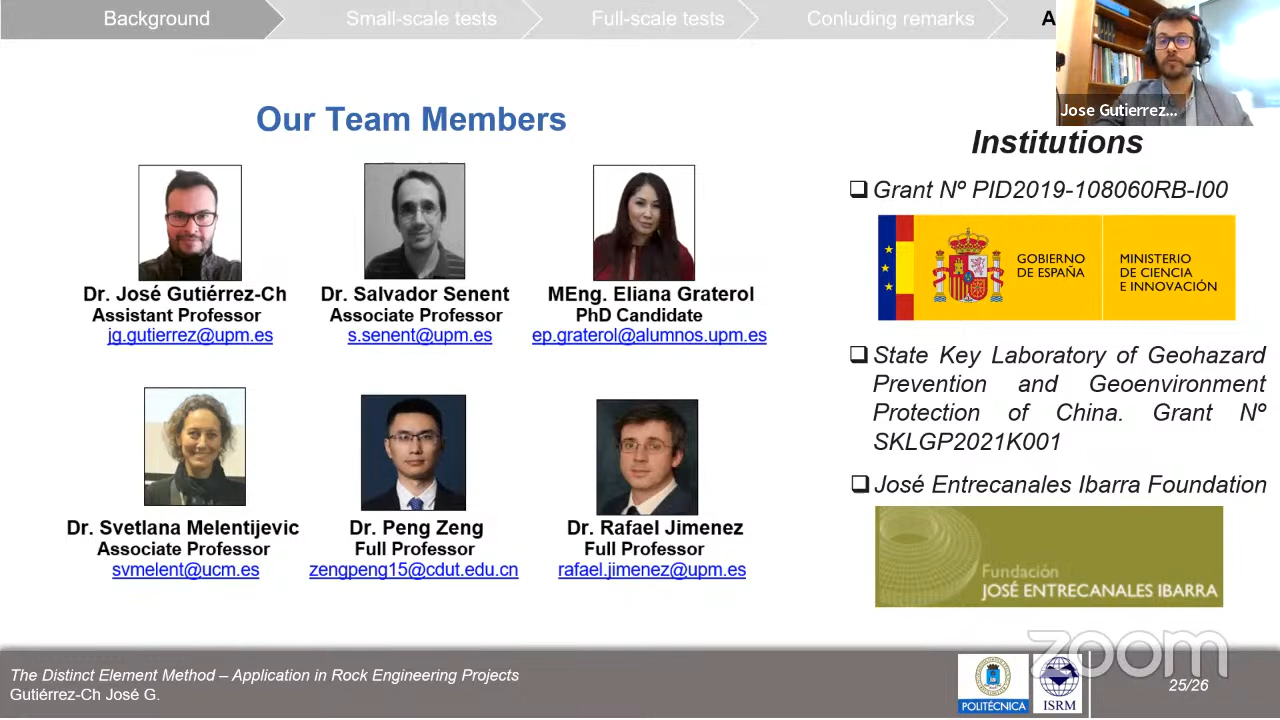 Background
Small-scale tests
Full-scale tests
Conluding remarks
A
Jose Gutierrez...
Our Team Members
Dr. José Gutiérrez-Ch
Assistant Professor
jg.gutierrez@upm.es
Dr. Salvador Senent
Associate Professor
s.senent@upm.es
MEng. Eliana Graterol
PhD Candidate
ep.graterol@alumnos.upm.es
Dr. Svetlana Melentijevic
Associate Professor
svmelent@ucm.es
Dr. Peng Zeng
Full Professor
zengpeng15@cdut.edu.cn
Dr. Rafael Jimenez
Full Professor
rafael.jimenez@upm.es
Institutions
Grant Nº PID2019-108060RB-I00
GOBIERNO
DE ESPAÑA
MINISTERIO
DE CIENCIA
E INNOVACIÓN
State Key Laboratory of Geohazard
Prevention and Geoenvironment
Protection of China. Grant Nº
SKLGP2021K001
José Entrecanales Ibarra Foundation
Fundación
JOSÉ ENTRECANALES IBARRA
The Distinct Element Method – Application in Rock Engineering Projects
Gutiérrez-Ch José G.
POLITÉCNICA
ISRM
zoom
25/26